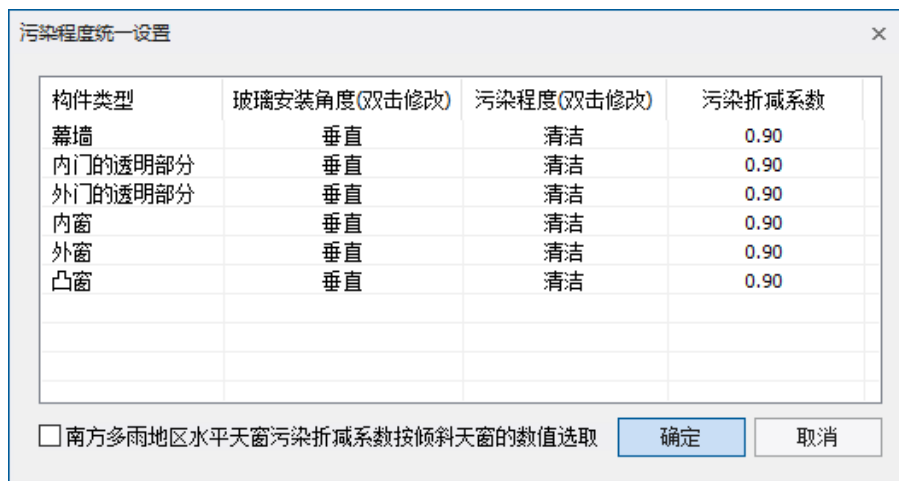 污染程度统一设置
构件类型 玻璃安装角度(双击修改) 污染程度(双击修改) 污染折减系数
幕墙 垂直 清洁 0.90
内门的透明部分 垂直 清洁 0.90
外门的透明部分 垂直 清洁 0.90
内窗 垂直 清洁 0.90
外窗 垂直 清洁 0.90
凸窗 垂直 清洁 0.90
南方多雨地区水平天窗污染折减系数按倾斜天窗的数值选取 确定 取消